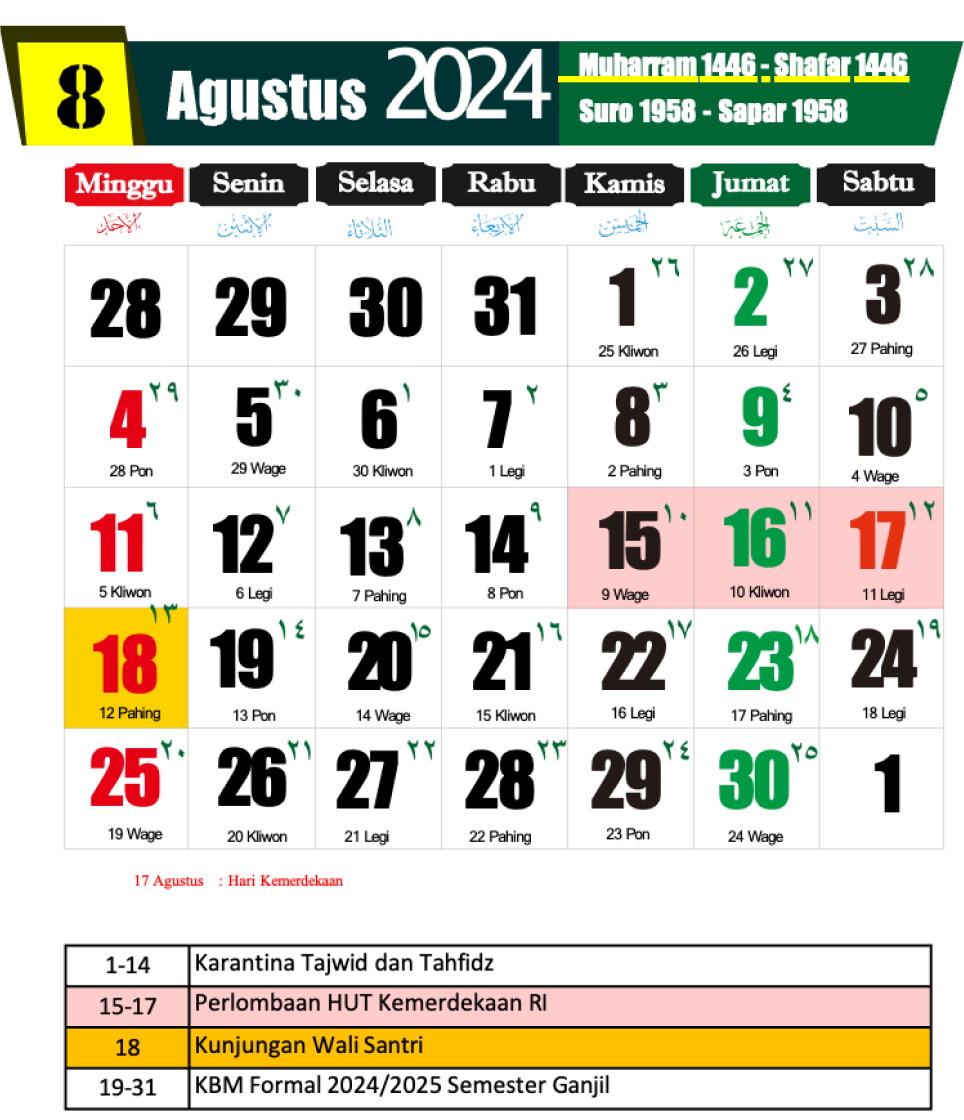 8 Agustus 2024
Muharram 1446 - Shafar 1446
Suro 1958 - Sapar 1958
Minggu Senin Selasa Rabu Kamis Jumat Sabtu
الأحد الإثنين الثلاثاء الأربعاء الخميس الجمعة السبت
28 29 30 31 1 ٢٦ 2 ٢٧ 3 ٢٨
25 Kliwon 26 Legi 27 Pahing
4 ٢٩ 5 ٣٠ 6 ١ 7 ٢ 8 ٣ 9 ٤ 10 ٥
28 Pon 29 Wage 30 Kliwon 1 Legi 2 Pahing 3 Pon 4 Wage
11 ٦ 12 ٧ 13 ٨ 14 ٩ 15 ١٠ 16 ١١ 17 ١٢
5 Kliwon 6 Legi 7 Pahing 8 Pon 9 Wage 10 Kliwon 11 Legi
18 ١٣ 19 ١٤ 20 ١٥ 21 ١٦ 22 ١٧ 23 ١٨ 24 ١٩
12 Pahing 13 Pon 14 Wage 15 Kliwon 16 Legi 17 Pahing 18 Legi
25 ٢٠ 26 ٢١ 27 ٢٢ 28 ٢٣ 29 ٢٤ 30 ٢٥ 1
19 Wage 20 Kliwon 21 Legi 22 Pahing 23 Pon 24 Wage
17 Agustus : Hari Kemerdekaan
1-14 Karantina Tajwid dan Tahfidz
15-17 Perlombaan HUT Kemerdekaan RI
18 Kunjungan Wali Santri
19-31 KBM Formal 2024/2025 Semester Ganjil